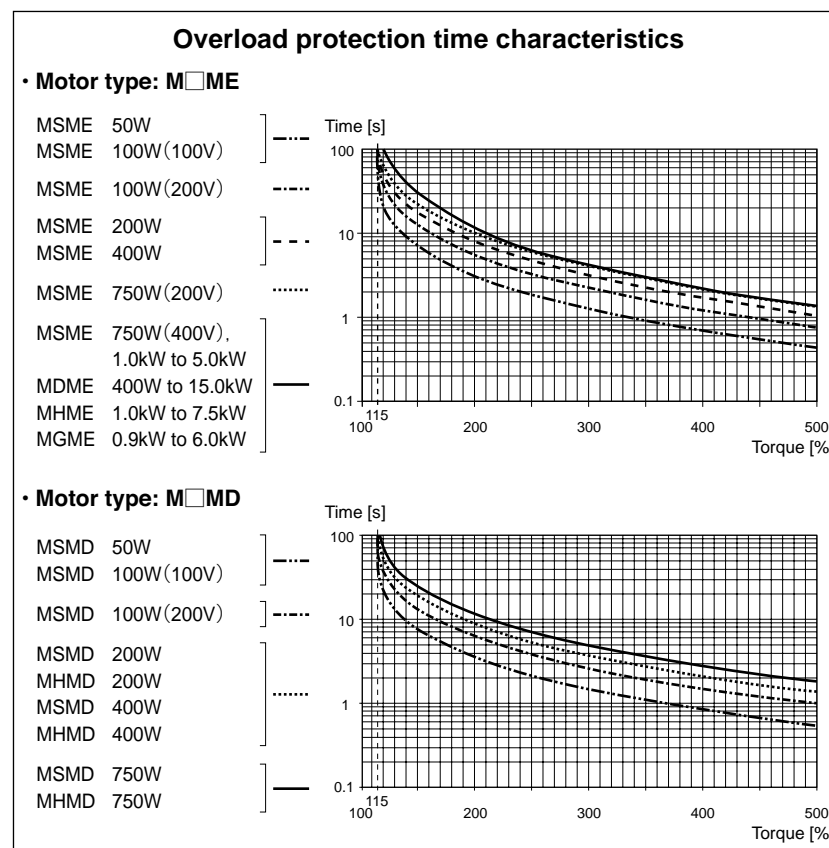 Overload protection time characteristics
・Motor type: M□ME
MSME 50W
MSME 100W(100V)
MSME 100W(200V)
MSME 200W
MSME 400W
MSME 750W(200V)
MSME 750W(400V),
1.0kW to 5.0kW
MDME 400W to 15.0kW
MHME 1.0kW to 7.5kW
MGME 0.9kW to 6.0kW
Time [s]
100
10
1
0.1
115
100 200 300 400 500
Torque [%
・Motor type: M□MD
MSMD 50W
MSMD 100W(100V)
MSMD 100W(200V)
MSMD 200W
MHMD 200W
MSMD 400W
MHMD 400W
MSMD 750W
MHMD 750W
Time [s]
100
10
1
0.1
115
100 200 300 400 500
Torque [%